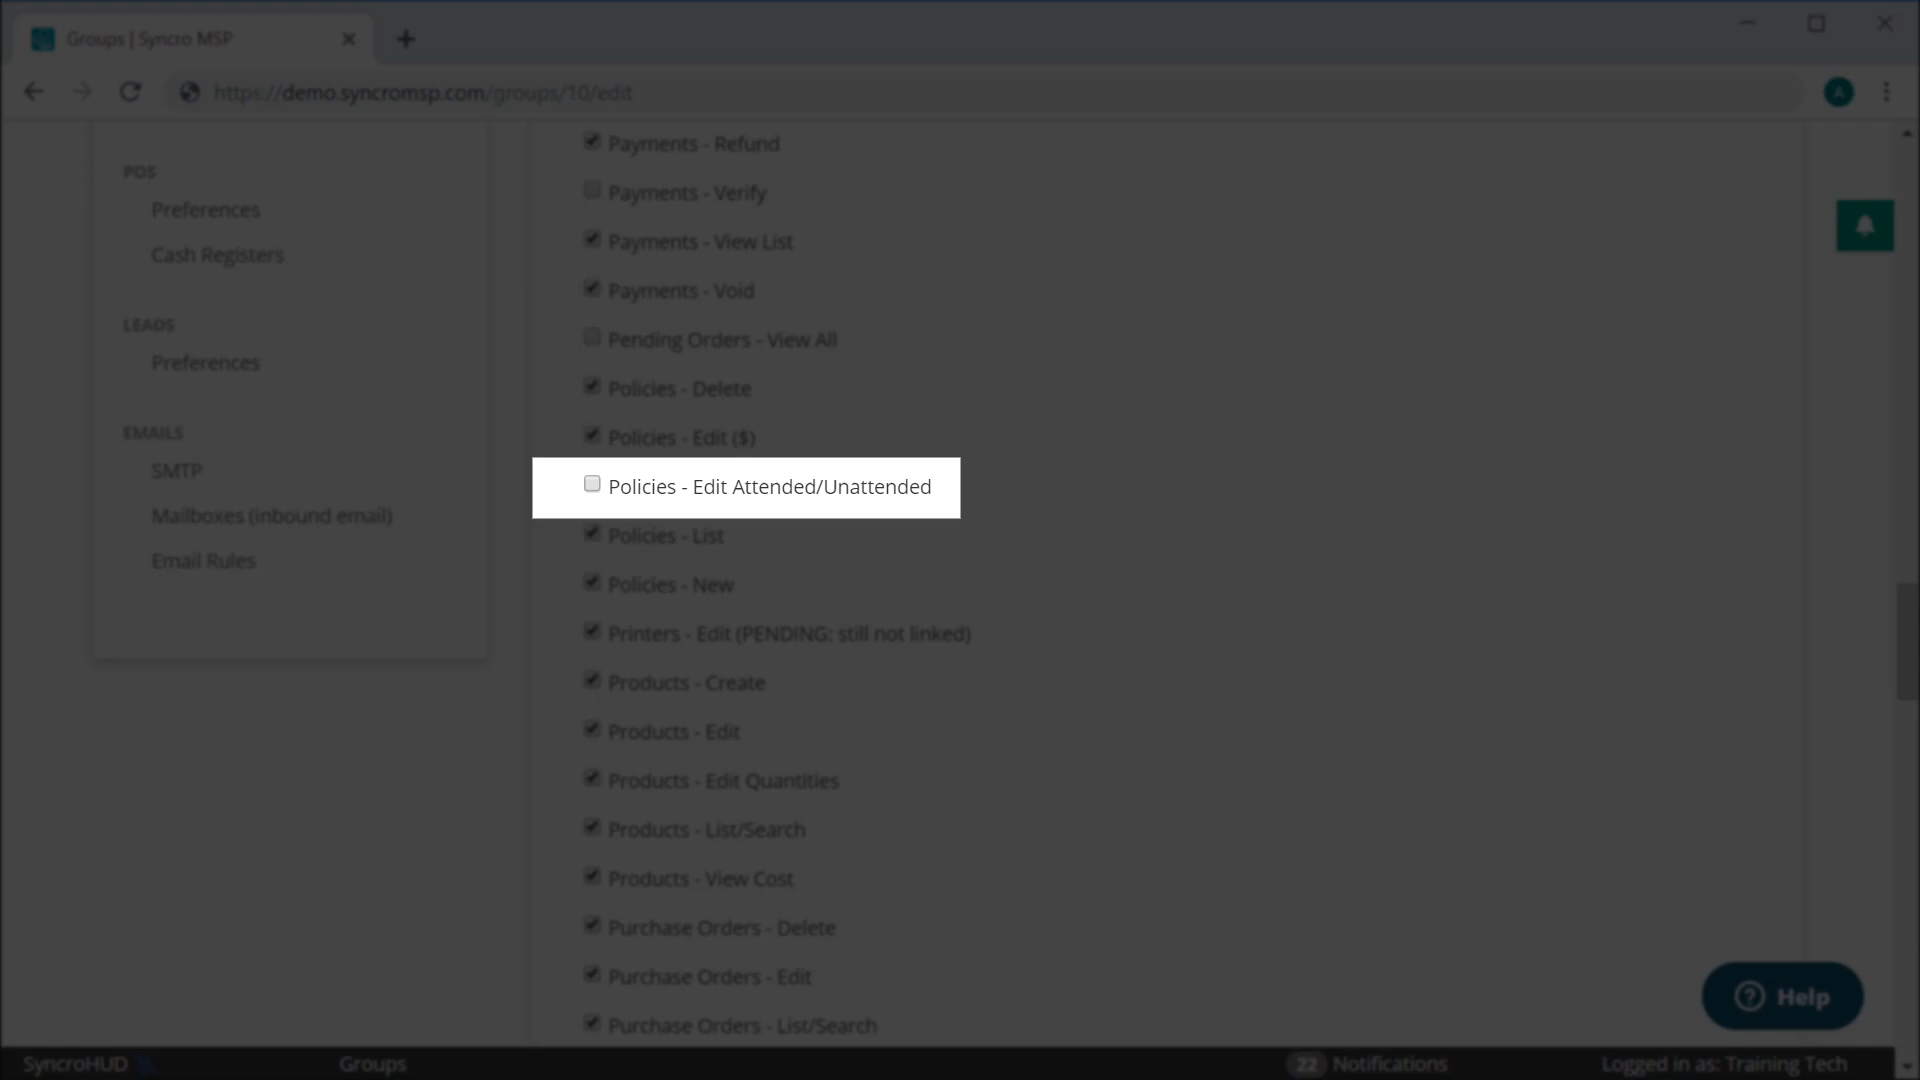 Groups | Syncro MSP
https://demo.syncromsp.com/groups/10/edit
A
POS
Preferences
Cash Registers
LEADS
Preferences
EMAILS
SMTP
Mailboxes (inbound email)
Email Rules
Payments - Refund
Payments - Verify
Payments - View List
Payments - Void
Pending Orders - View All
Policies - Delete
Policies - Edit ($)
Policies - Edit Attended/Unattended
Policies - List
Policies - New
Printers - Edit (PENDING: still not linked)
Products - Create
Products - Edit
Products - Edit Quantities
Products - List/Search
Products - View Cost
Purchase Orders - Delete
Purchase Orders - Edit
Purchase Orders - List/Search
? Help
SyncroHUD
Groups
22 Notifications
Logged in as: Training Tech